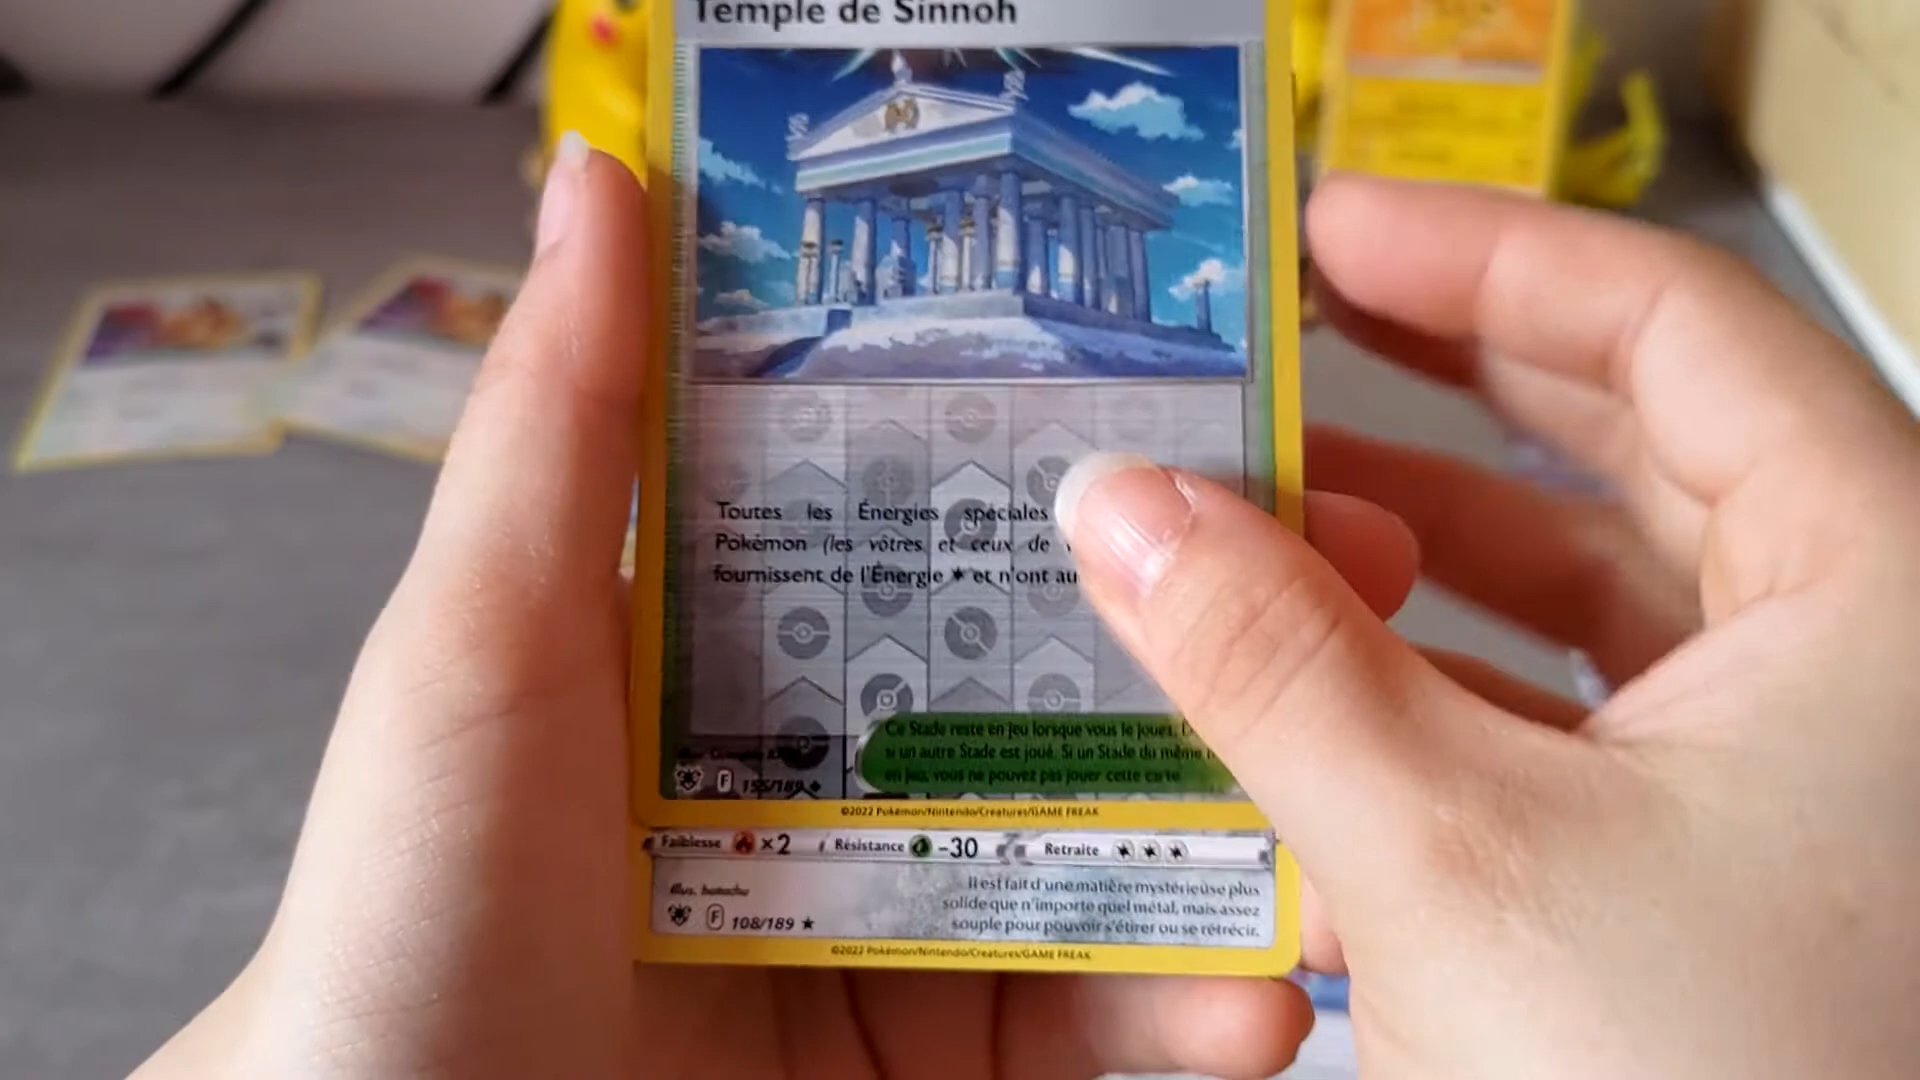 Temple de Sinnoh
Toutes les Énergies spéciales
Pokémon (les vôtres et ceux de
fournissent de l'Énergie ✶ et n'ont au
Ce Stade reste en jeu lorsque vous le jouez.
si un autre Stade est joué. Si un Stade du même
en jeu, vous ne pouvez pas jouer cette carte.
F 155/189 ◆
©2022 Pokémon/Nintendo/Creatures/GAME FREAK
Faiblesse ×2 Résistance -30 Retraite
Il est fait d'une matière mystérieuse plus
solide que n'importe quel métal, mais assez
souple pour pouvoir s'étirer ou se rétrécir.
Illus. hatachu
F 108/189 ★
©2022 Pokémon/Nintendo/Creatures/GAME FREAK